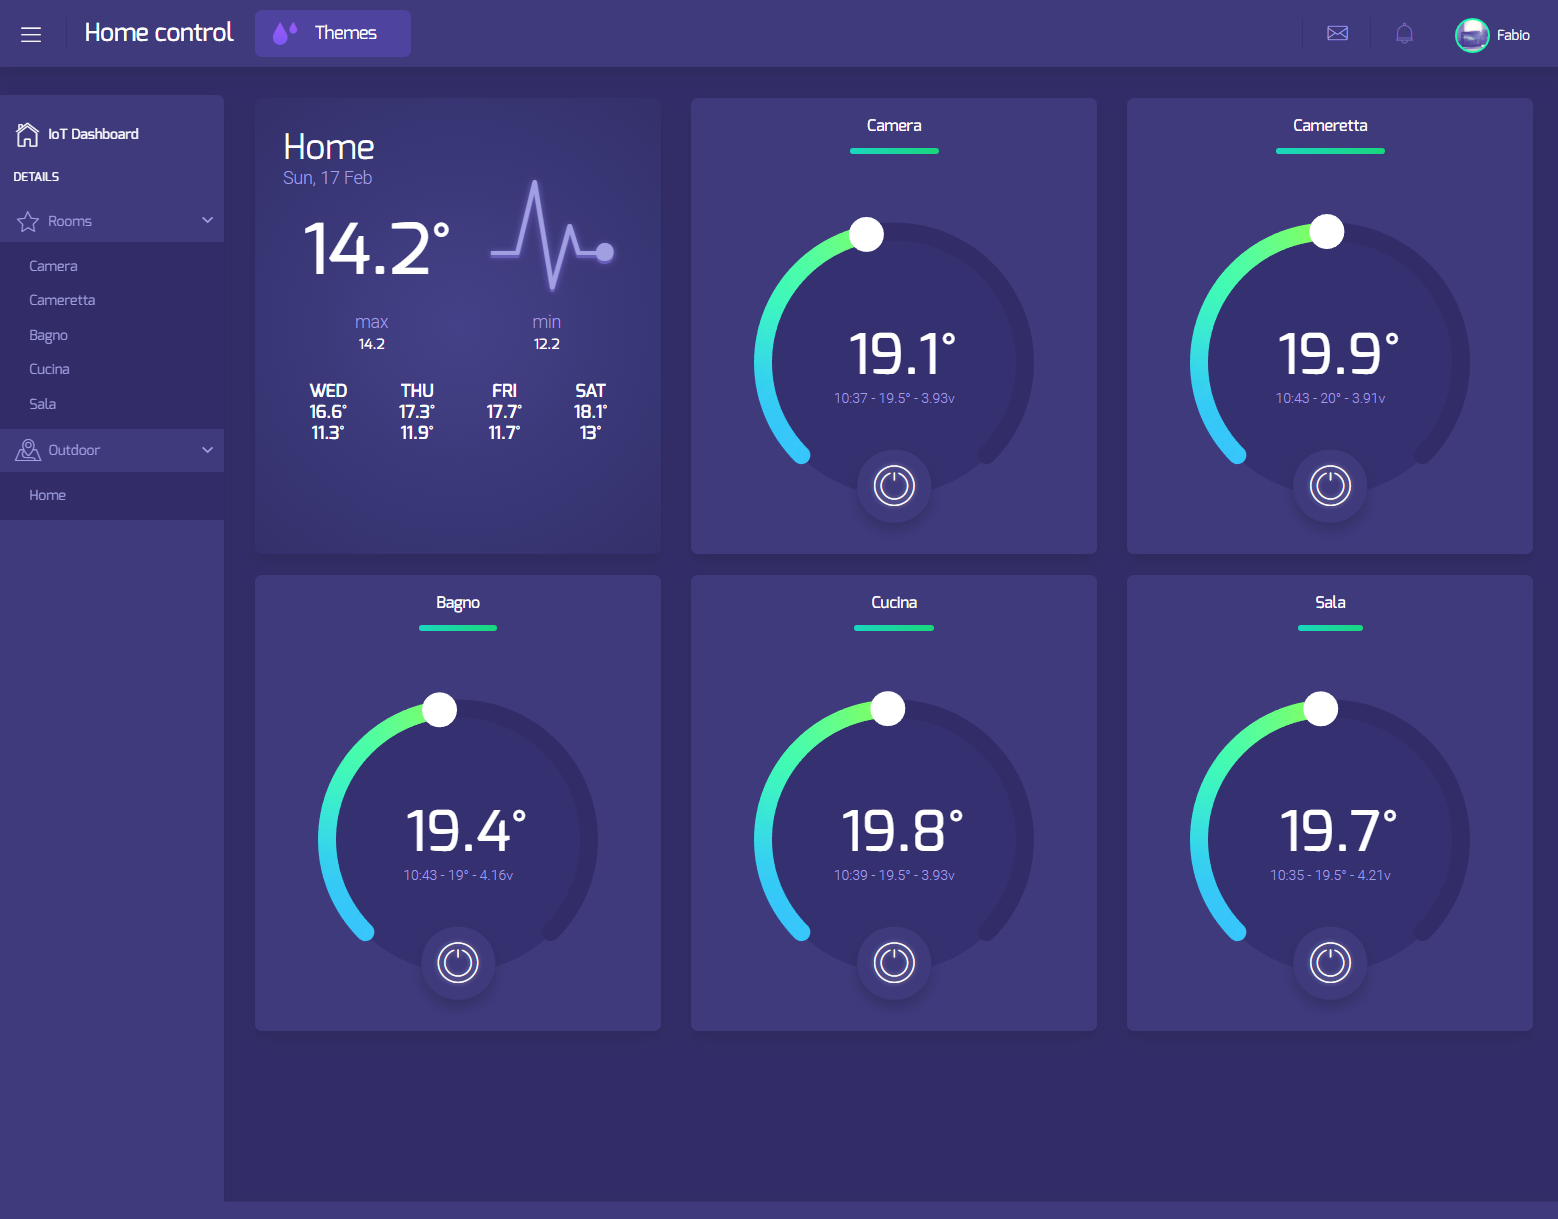 Home control
Themes
Fabio
IoT Dashboard
DETAILS
Rooms
Camera
Cameretta
Bagno
Cucina
Sala
Outdoor
Home
Home
Sun, 17 Feb
14.2°
max
14.2
min
12.2
WED THU FRI SAT
16.6° 17.3° 17.7° 18.1°
11.3° 11.9° 11.7° 13°
Camera
19.1°
10:37 - 19.5° - 3.93v
Cameretta
19.9°
10:43 - 20° - 3.91v
Bagno
19.4°
10:43 - 19° - 4.16v
Cucina
19.8°
10:39 - 19.5° - 3.93v
Sala
19.7°
10:35 - 19.5° - 4.21v